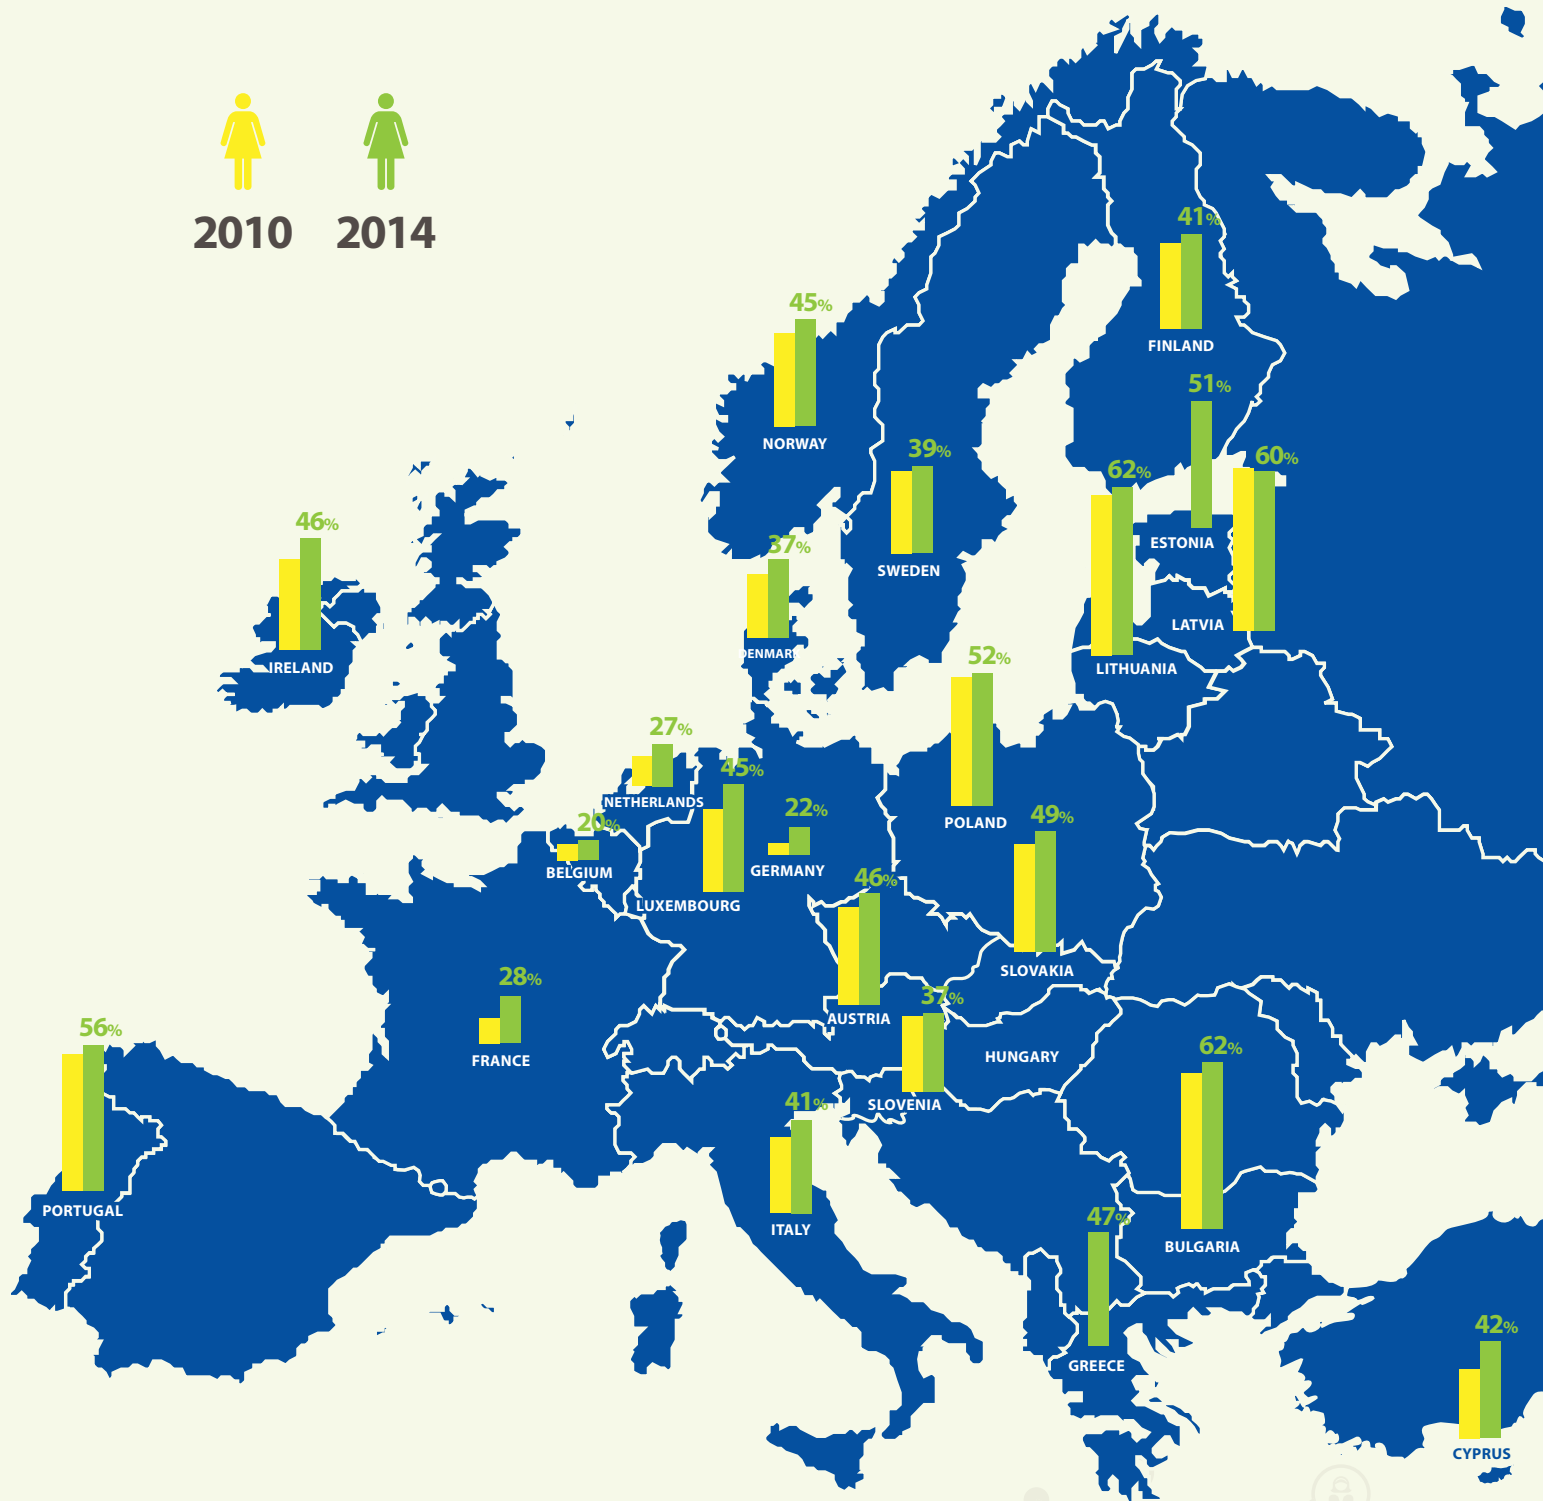 2010 2014
41%
FINLAND
45%
NORWAY
51%
ESTONIA
39%
SWEDEN
60%
LATVIA
62%
LITHUANIA
46%
IRELAND
37%
DENMARK
52%
POLAND
27%
NETHERLANDS
45%
LUXEMBOURG
22%
GERMANY
20%
BELGIUM
49%
SLOVAKIA
46%
AUSTRIA
28%
FRANCE
37%
SLOVENIA
HUNGARY
56%
PORTUGAL
62%
BULGARIA
41%
ITALY
47%
GREECE
42%
CYPRUS